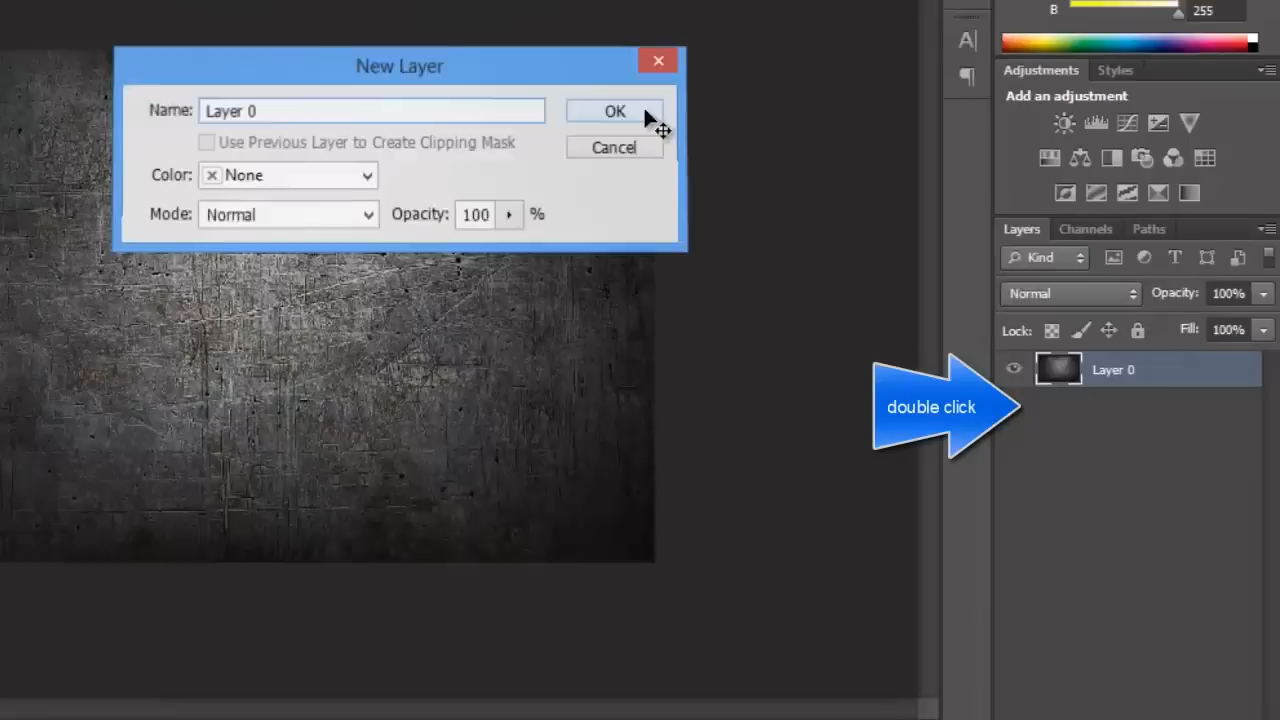 B 255
New Layer
Name: Layer 0
OK
Use Previous Layer to Create Clipping Mask
Cancel
Color: None
Mode: Normal Opacity: 100 %
A
Adjustments Styles
Add an adjustment
Layers Channels Paths
Kind T
Normal Opacity: 100%
Lock: Fill: 100%
Layer 0
double click